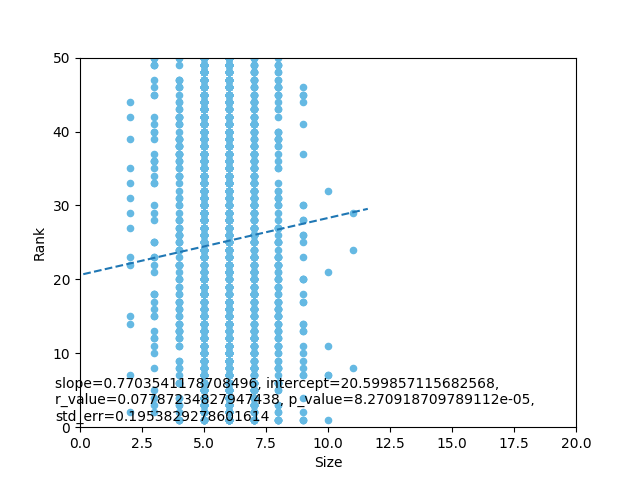 50
40
30
20
10
0
Rank
slope=0.7703541178708496, intercept=20.599857115682568,
r_value=0.07787234827947438, p_value=8.270918709789112e-05,
std_err=0.1953829278601614
0.0 2.5 5.0 7.5 10.0 12.5 15.0 17.5 20.0
Size